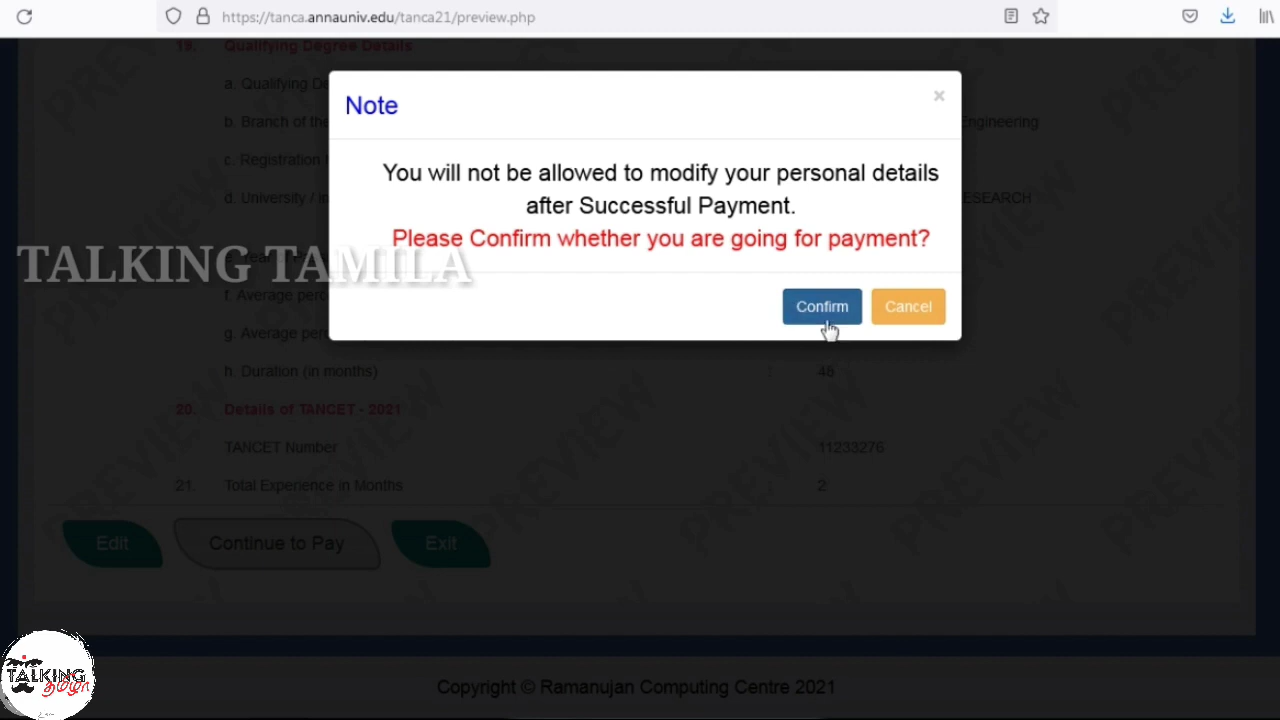 https://tanca.annauniv.edu/tanca21/preview.php
19. Qualifying Degree Details
Note
×
a. Qualifying De
b. Branch of the
Engineering
You will not be allowed to modify your personal details
after Successful Payment.
c. Registration
d. University / In
ESEARCH
Please Confirm whether you are going for payment?
TALKING TAMILA
Confirm Cancel
f. Average perc
g. Average per
h. Duration (in months) : 48
20. Details of TANCET - 2021
TANCET Number 11233276
21. Total Experience in Months 2
Edit Continue to Pay Exit
TALKING
தமிழா
Copyright © Ramanujan Computing Centre 2021
PREVIEW